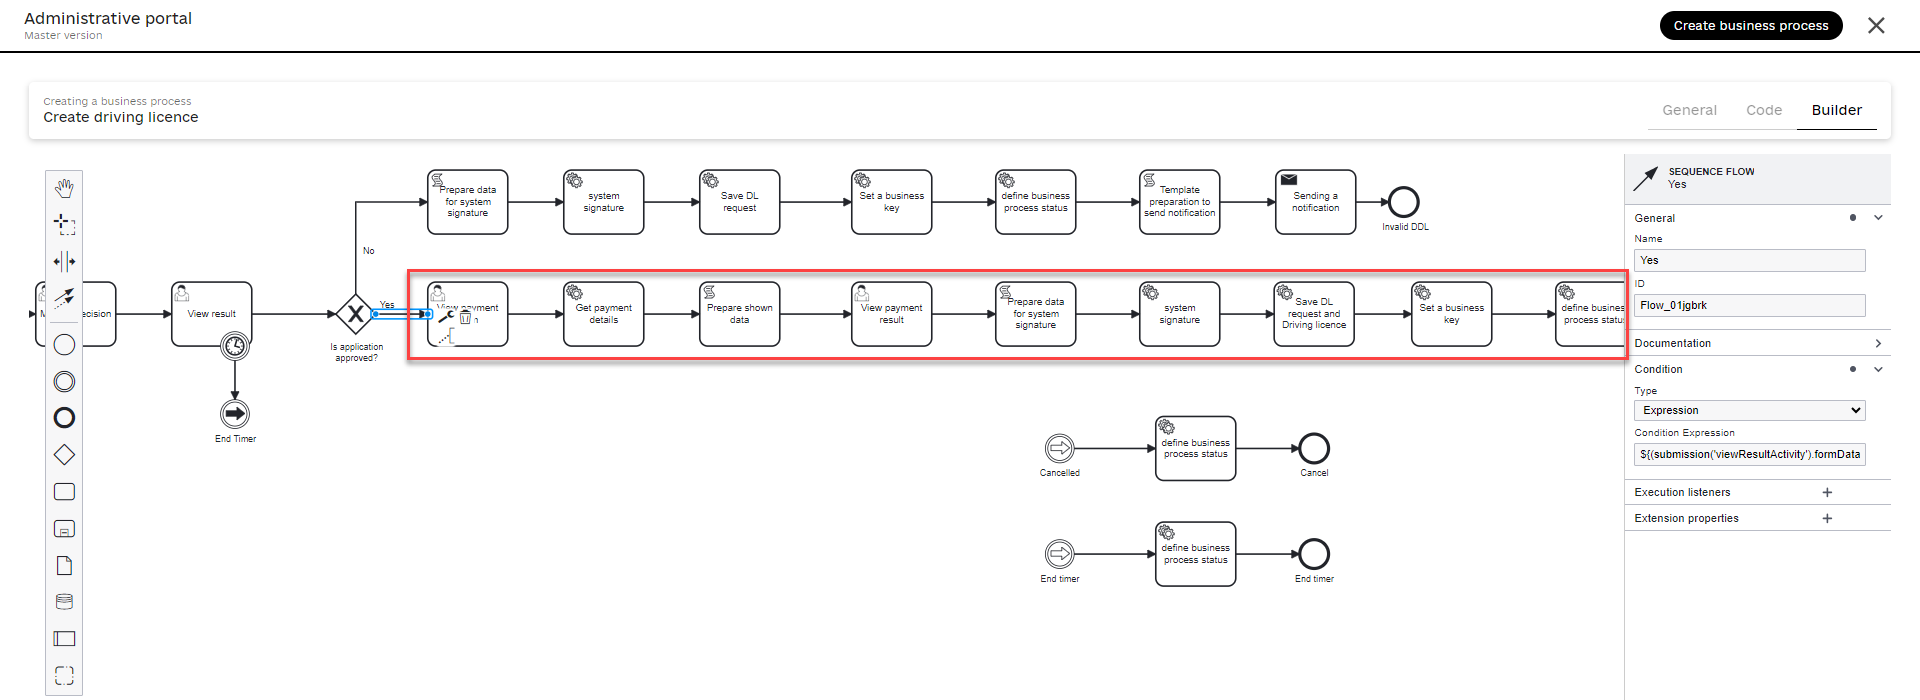 Administrative portal
Master version
Create business process
Creating a business process
Create driving licence
General
Code
Builder
Prepare data
for system
signature
system
signature
Save DL
request
Set a business
key
define business
process status
Template
preparation to
send notification
Sending a
notification
Invalid DDL
No
ecision
View result
Yes
Is application
approved?
View payment
Get payment
details
Prepare shown
data
View payment
result
Prepare data
for system
signature
system
signature
Save DL
request and
Driving licence
Set a business
key
define busines
process statu
End Timer
Cancelled
define business
process status
Cancel
End timer
define business
process status
End timer
SEQUENCE FLOW
Yes
General
Name
Yes
ID
Flow_01jgbrk
Documentation
Condition
Type
Expression
Condition Expression
${(submission('viewResultActivity').formData
Execution listeners
Extension properties